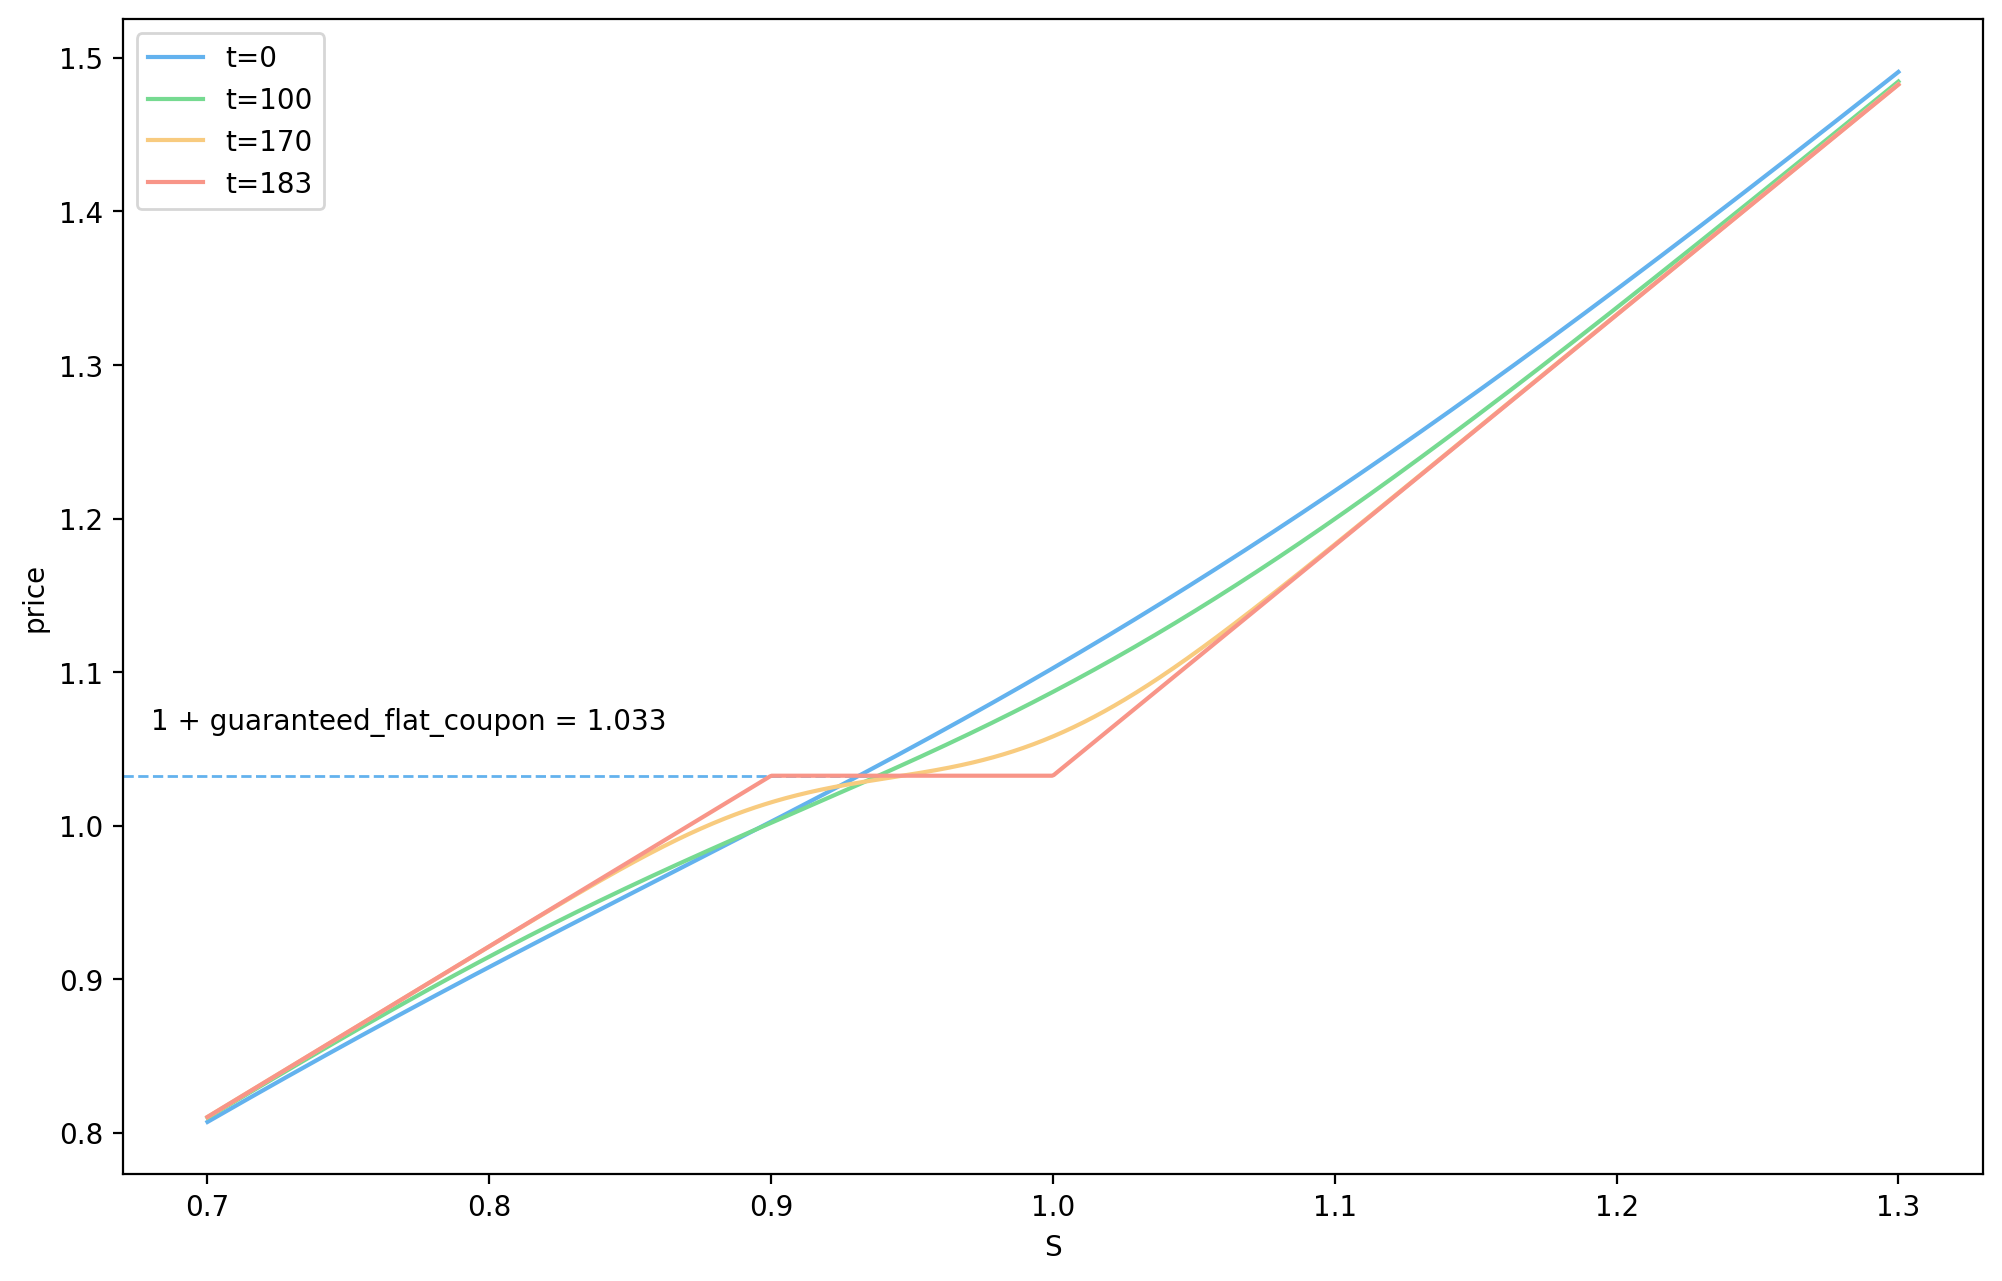 1.5
1.4
1.3
1.2
1.1
1.0
0.9
0.8
price
t=0
t=100
t=170
t=183
1 + guaranteed_flat_coupon = 1.033
0.7 0.8 0.9 1.0 1.1 1.2 1.3
S